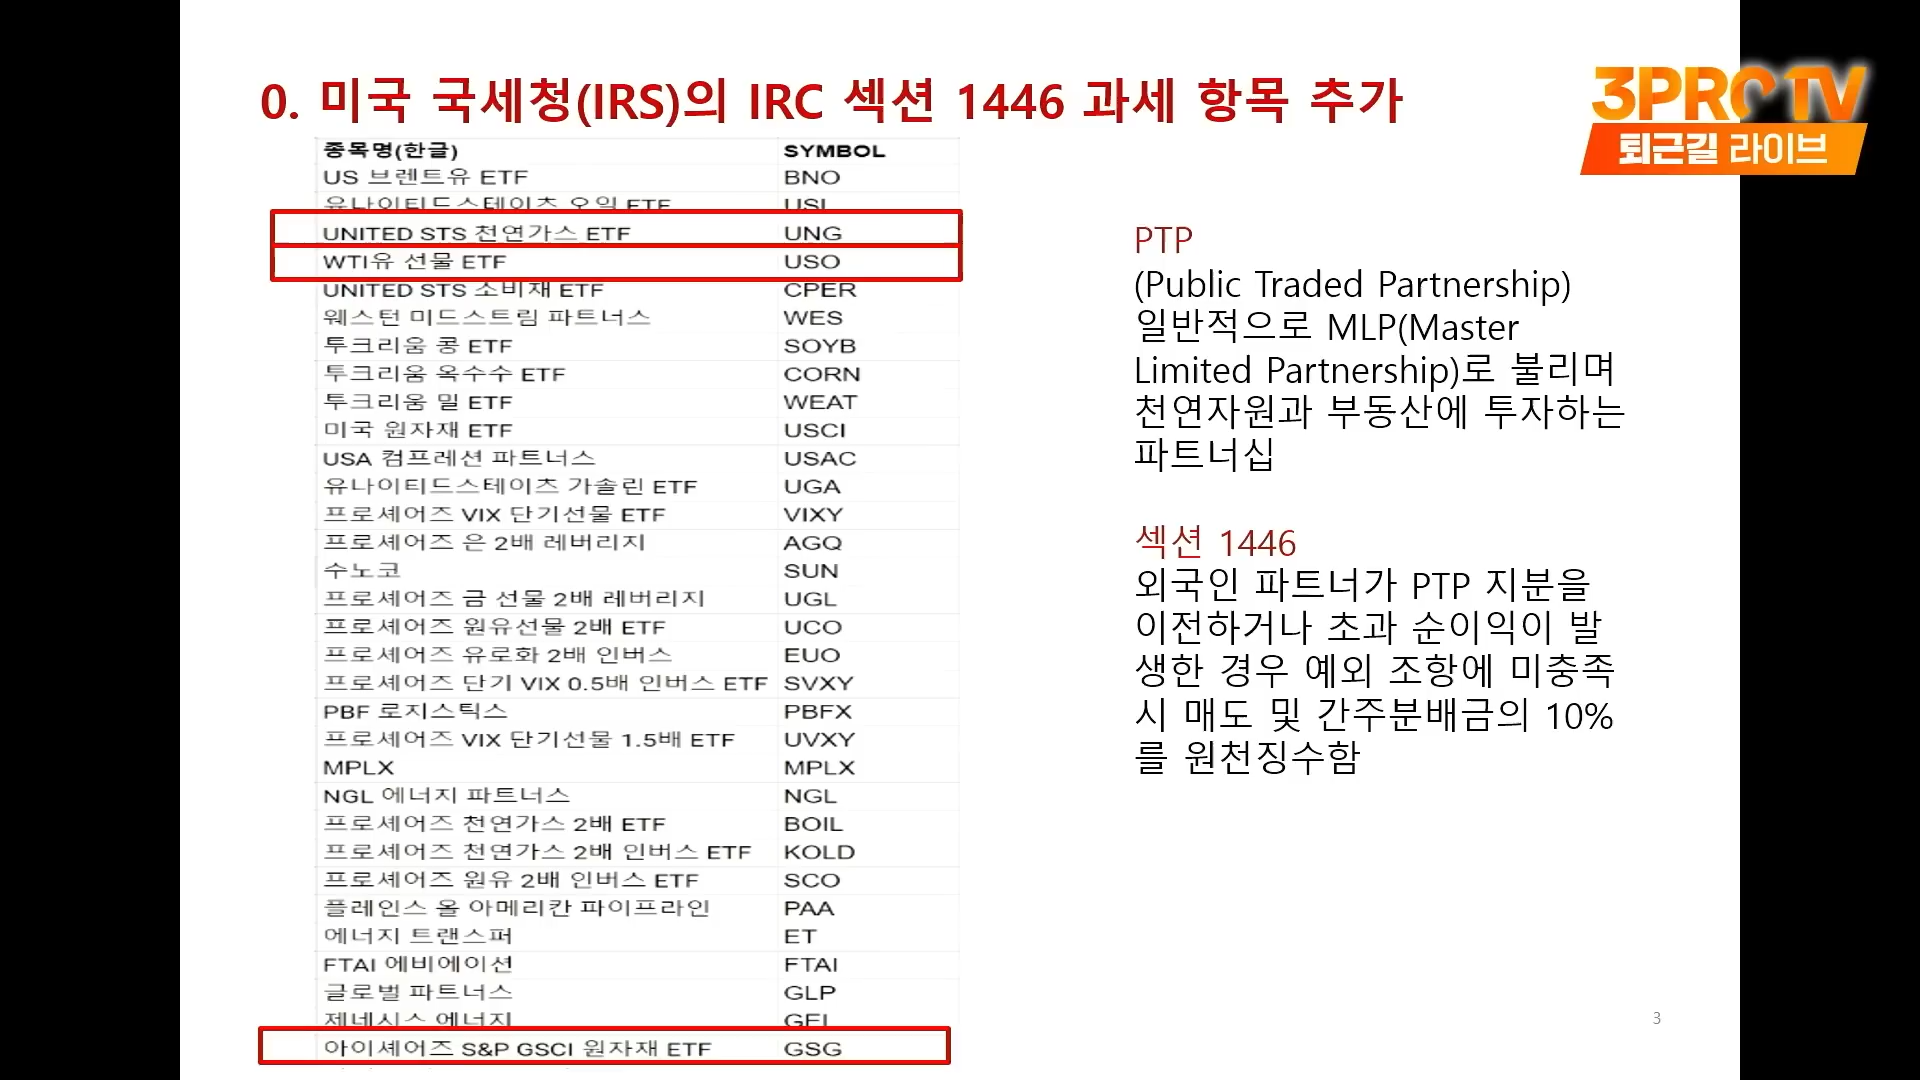 0. 미국 국세청(IRS)의 IRC 섹션 1446 과세 항목 추가
3PROTV
퇴근길 라이브
종목명(한글) SYMBOL
US 브렌트유 ETF BNO
유나이티드스테이츠 오일 ETF USL
UNITED STS 천연가스 ETF UNG
WTI유 선물 ETF USO
UNITED STS 소비재 ETF CPER
웨스턴 미드스트림 파트너스 WES
투크리움 콩 ETF SOYB
투크리움 옥수수 ETF CORN
투크리움 밀 ETF WEAT
미국 원자재 ETF USCI
USA 컴프레션 파트너스 USAC
유나이티드스테이츠 가솔린 ETF UGA
프로셰어즈 VIX 단기선물 ETF VIXY
프로셰어즈 은 2배 레버리지 AGQ
수노코 SUN
프로셰어즈 금 선물 2배 레버리지 UGL
프로셰어즈 원유선물 2배 ETF UCO
프로셰어즈 유로화 2배 인버스 EUO
프로셰어즈 단기 VIX 0.5배 인버스 ETF SVXY
PBF 로지스틱스 PBFX
프로셰어즈 VIX 단기선물 1.5배 ETF UVXY
MPLX MPLX
NGL 에너지 파트너스 NGL
프로셰어즈 천연가스 2배 ETF BOIL
프로셰어즈 천연가스 2배 인버스 ETF KOLD
프로셰어즈 원유 2배 인버스 ETF SCO
플레인스 올 아메리칸 파이프라인 PAA
에너지 트랜스퍼 ET
FTAI 에비에이션 FTAI
글로벌 파트너스 GLP
제네시스 에너지 GEL
아이셰어즈 S&P GSCI 원자재 ETF GSG
PTP
(Public Traded Partnership)
일반적으로 MLP(Master
Limited Partnership)로 불리며
천연자원과 부동산에 투자하는
파트너십
섹션 1446
외국인 파트너가 PTP 지분을
이전하거나 초과 순이익이 발
생한 경우 예외 조항에 미충족
시 매도 및 간주분배금의 10%
를 원천징수함
3